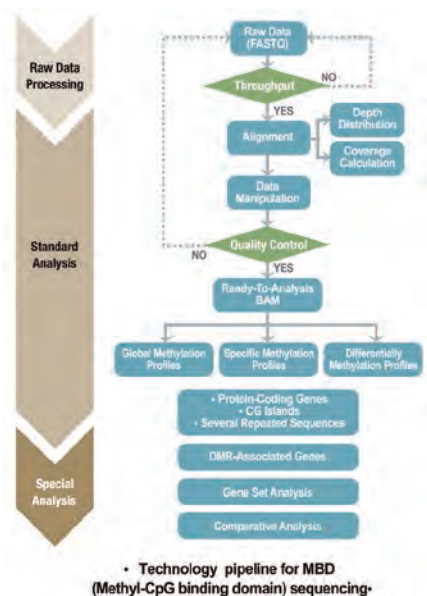 Raw Data
(FASTQ)
Raw Data
Processing
NO
Throughput
YES
Depth
Distribution
Alignment
Coverage
Calculation
Data
Manipulation
Standard
Analysis
Quality Control
NO
YES
Ready-To-Analysis
BAM
Global Methylation
Profiles
Specific Methylation
Profiles
Differentially
Methylation Profiles
• Protein-Coding Genes
• CG Islands
• Several Repeated Sequences
DMR-Associated Genes
Special
Analysis
Gene Set Analysis
Comparative Analysis
• Technology pipeline for MBD
(Methyl-CpG binding domain) sequencing•